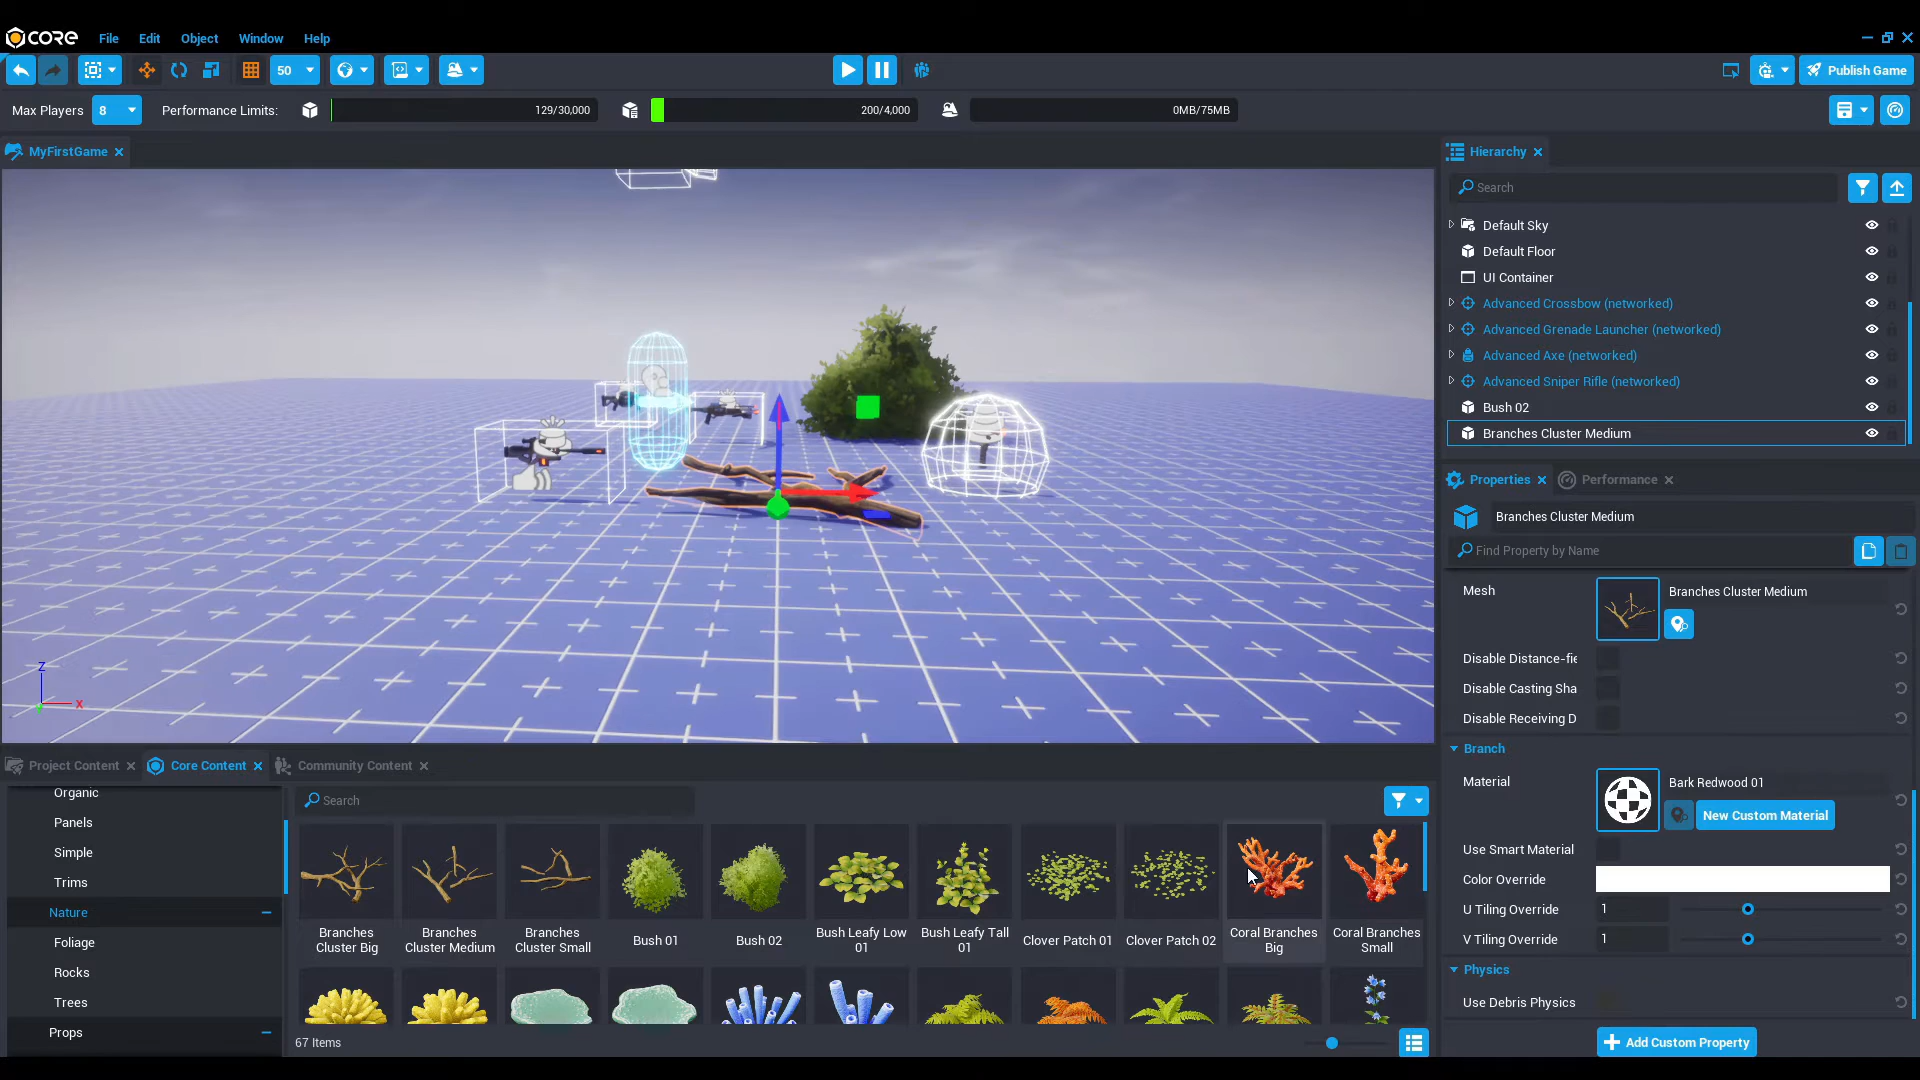 CORE
File Edit Object Window Help
50
Publish Game
Max Players 8 Performance Limits: 129/30,000 200/4,000 0MB/75MB
MyFirstGame
Hierarchy
Search
Default Sky
Default Floor
UI Container
Advanced Crossbow (networked)
Advanced Grenade Launcher (networked)
Advanced Axe (networked)
Advanced Sniper Rifle (networked)
Bush 02
Branches Cluster Medium
Properties Performance
Branches Cluster Medium
Find Property by Name
Mesh
Branches Cluster Medium
Disable Distance-fie
Disable Casting Sha
Disable Receiving D
Branch
Material
Bark Redwood 01
New Custom Material
Use Smart Material
Color Override
U Tiling Override 1
V Tiling Override 1
Physics
Use Debris Physics
Add Custom Property
Z
X
Project Content Core Content Community Content
Organic
Panels
Simple
Trims
Nature
Foliage
Rocks
Trees
Props
Search
Branches Cluster Big
Branches Cluster Medium
Branches Cluster Small
Bush 01
Bush 02
Bush Leafy Low 01
Bush Leafy Tall 01
Clover Patch 01
Clover Patch 02
Coral Branches Big
Coral Branches Small
67 Items